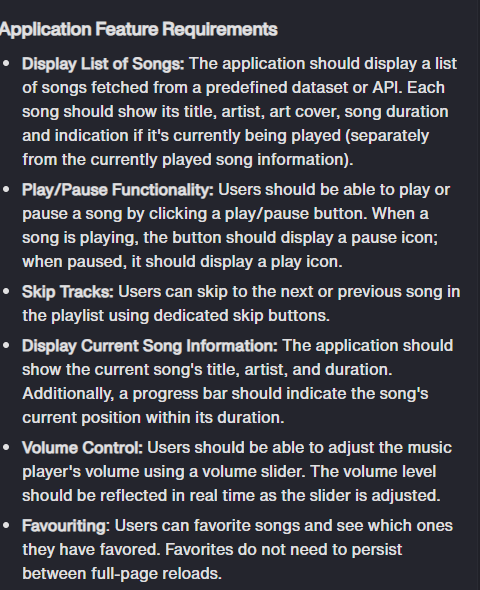 Application Feature Requirements
• Display List of Songs: The application should display a list
of songs fetched from a predefined dataset or API. Each
song should show its title, artist, art cover, song duration
and indication if it's currently being played (separately
from the currently played song information).
• Play/Pause Functionality: Users should be able to play or
pause a song by clicking a play/pause button. When a
song is playing, the button should display a pause icon;
when paused, it should display a play icon.
• Skip Tracks: Users can skip to the next or previous song in
the playlist using dedicated skip buttons.
• Display Current Song Information: The application should
show the current song's title, artist, and duration.
Additionally, a progress bar should indicate the song's
current position within its duration.
• Volume Control: Users should be able to adjust the music
player's volume using a volume slider. The volume level
should be reflected in real time as the slider is adjusted.
• Favouriting: Users can favorite songs and see which ones
they have favored. Favorites do not need to persist
between full-page reloads.